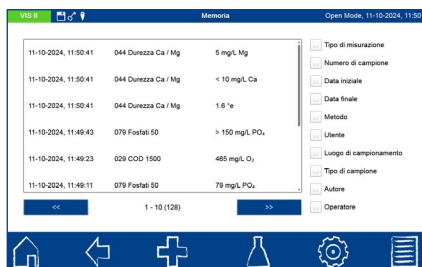 VIS II
Memoria
Open Mode, 11-10-2024, 11:50
11-10-2024, 11:50:41 044 Durezza Ca / Mg 5 mg/L Mg
11-10-2024, 11:50:41 044 Durezza Ca / Mg < 10 mg/L Ca
11-10-2024, 11:50:41 044 Durezza Ca / Mg 1.6 °e
11-10-2024, 11:49:43 079 Fosfati 50 > 150 mg/L PO₄
11-10-2024, 11:49:23 029 COD 1500 465 mg/L O₂
11-10-2024, 11:49:11 079 Fosfati 50 79 mg/L PO₄
<< 1 - 10 (128) >>
... Tipo di misurazione
... Numero di campione
... Data iniziale
... Data finale
... Metodo
... Utente
... Luogo di campionamento
... Tipo di campione
... Autore
... Operatore